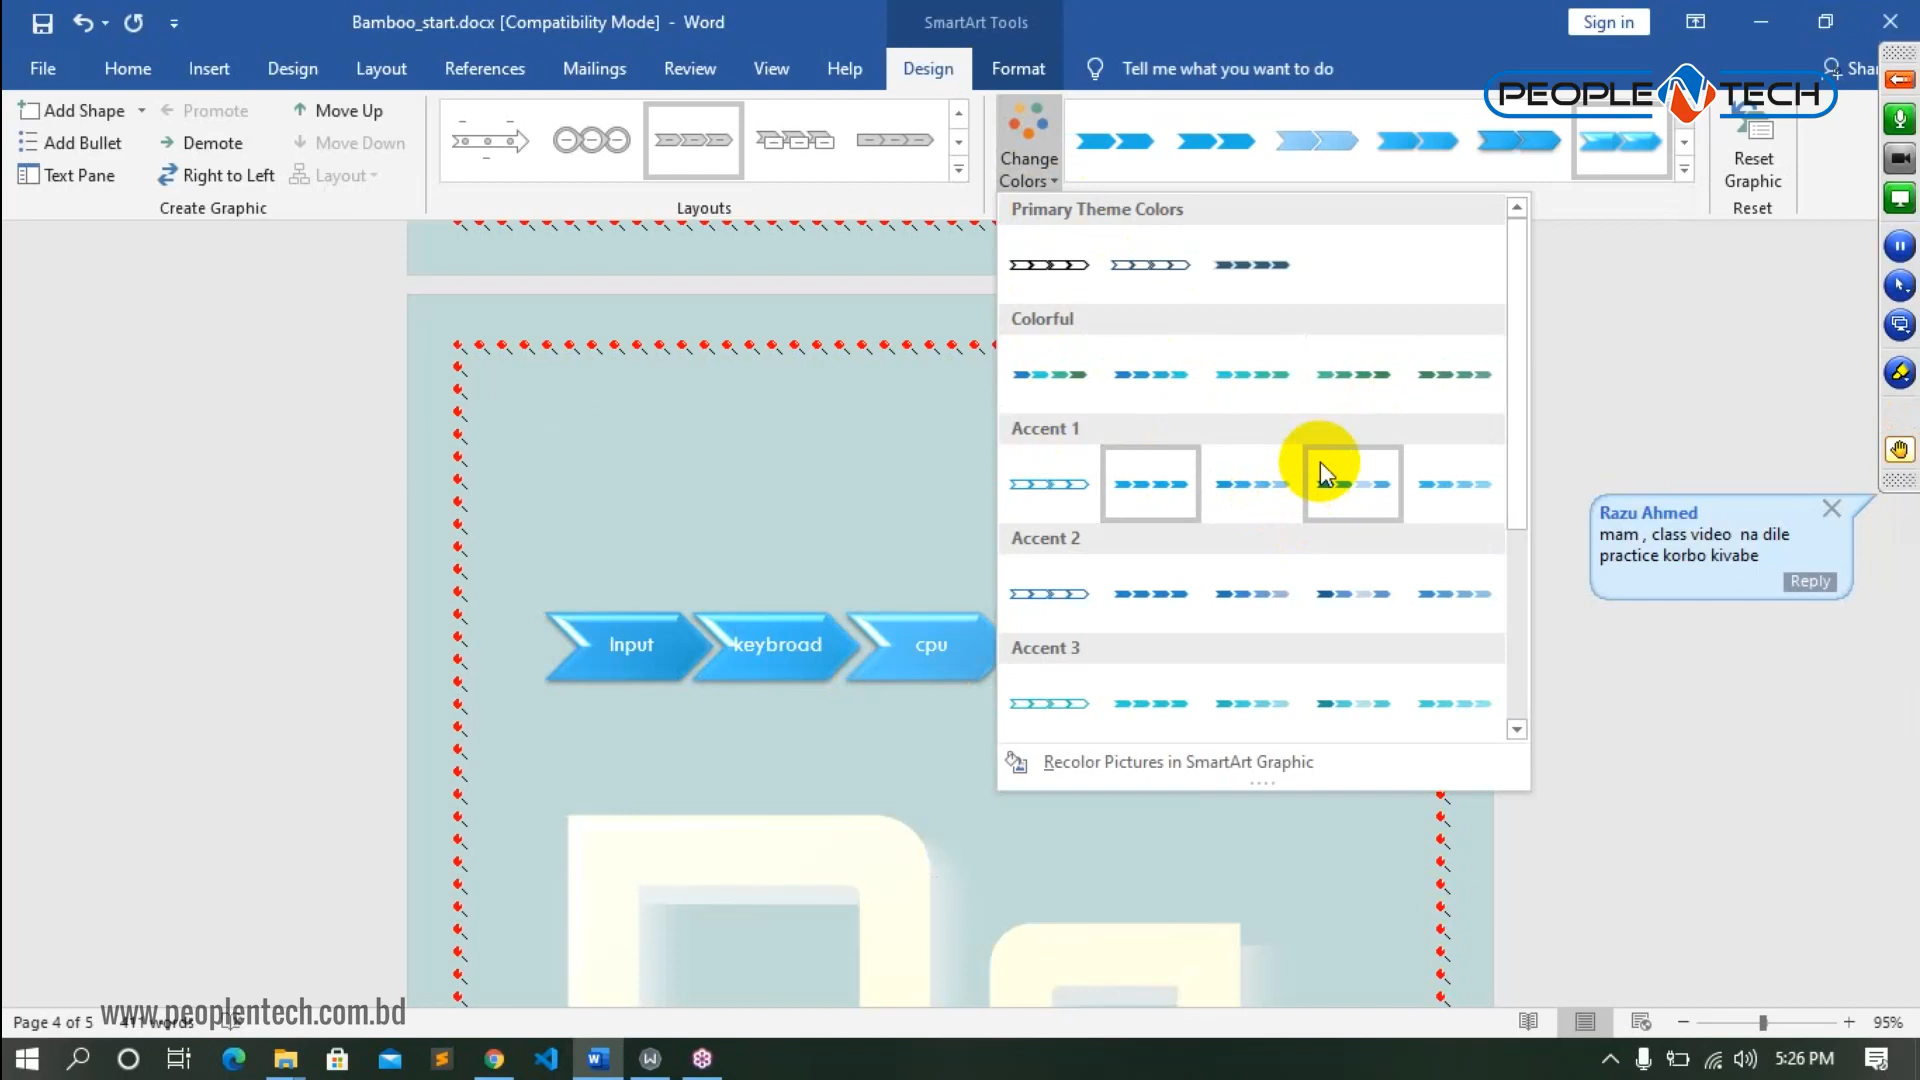 Bamboo_start.docx [Compatibility Mode] - Word
SmartArt Tools
Sign in
File Home Insert Design Layout References Mailings Review View Help Design Format Tell me what you want to do Shar
PEOPLE N TECH
Add Shape Promote Move Up
Add Bullet Demote Move Down
Text Pane Right to Left Layout
Create Graphic
Layouts
Change
Colors
Reset
Graphic
Reset
Primary Theme Colors
Colorful
Accent 1
Accent 2
Accent 3
Recolor Pictures in SmartArt Graphic
Input keybroad cpu
Razu Ahmed
mam , class video na dile
practice korbo kivabe
Reply
www.peoplentech.com.bd
Page 4 of 5 411 words
95%
5:26 PM